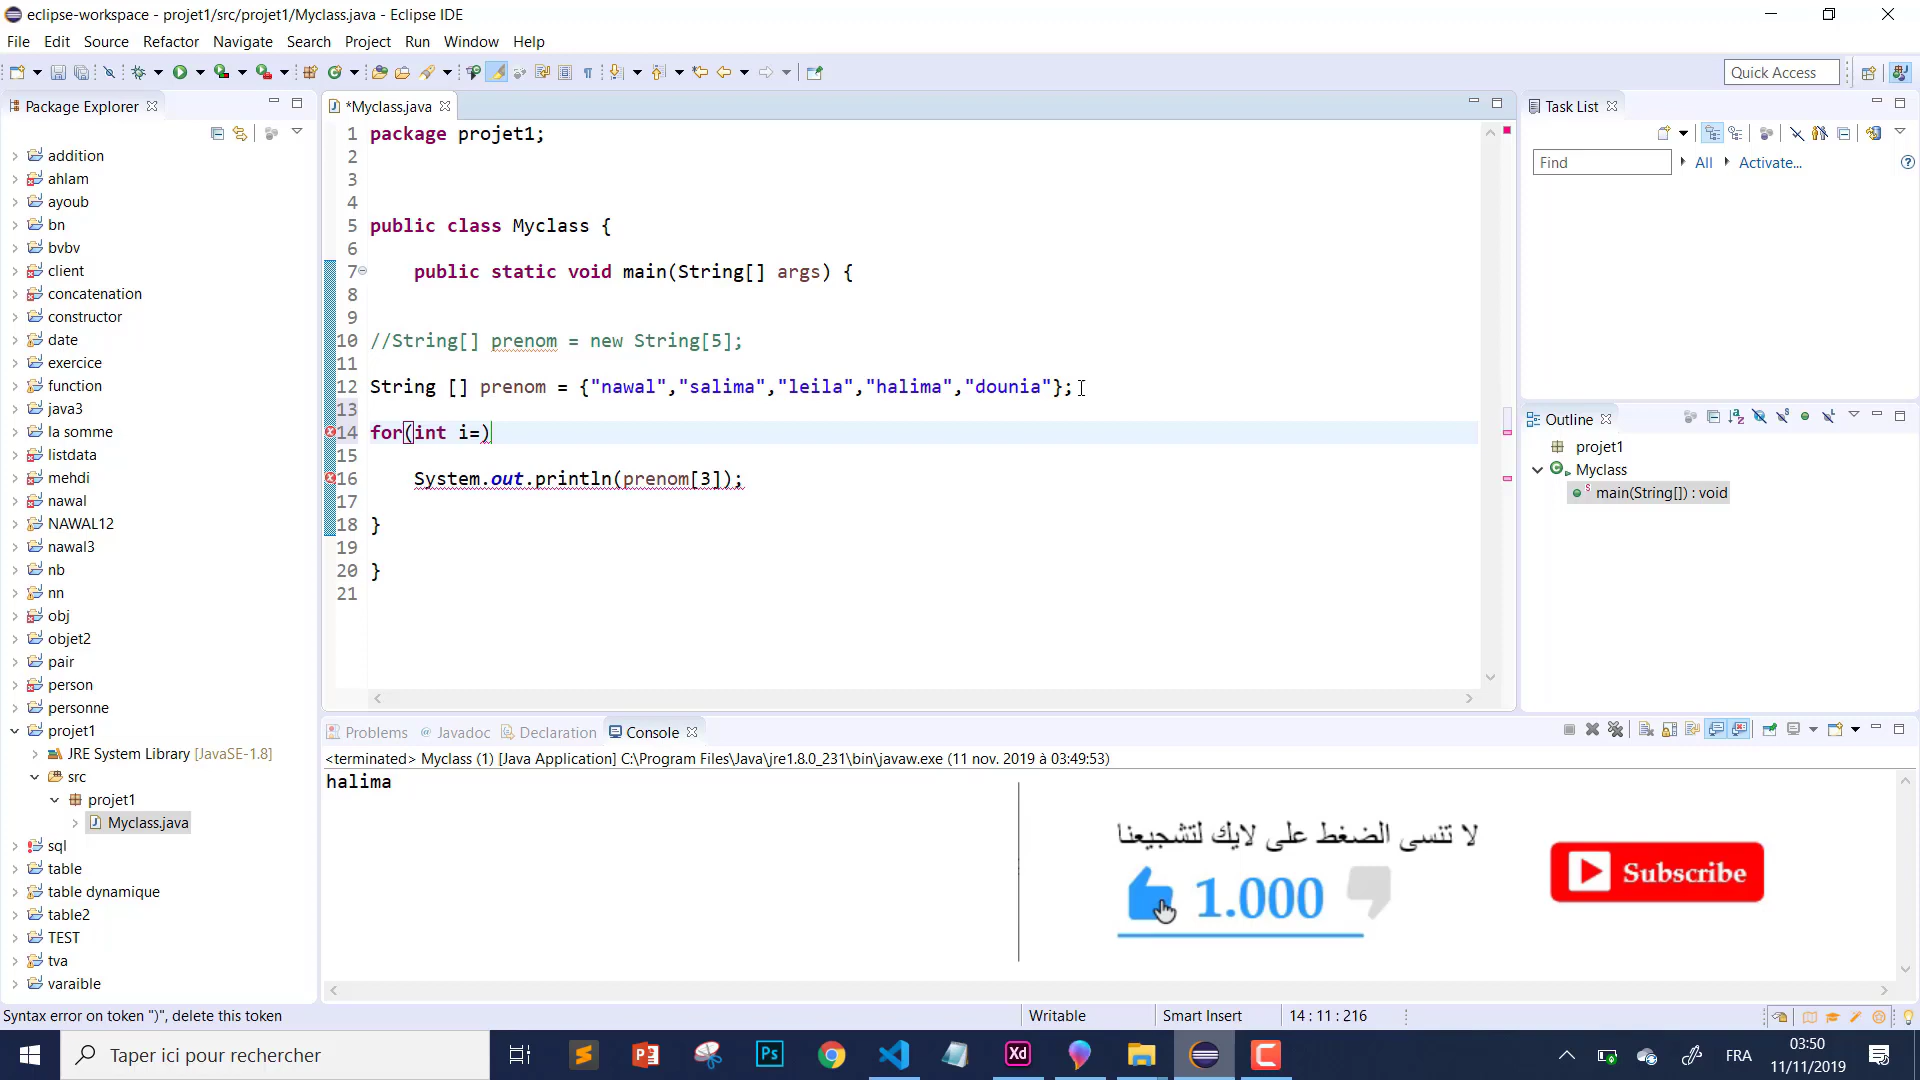 eclipse-workspace - projet1/src/projet1/Myclass.java - Eclipse IDE
File Edit Source Refactor Navigate Search Project Run Window Help
Quick Access
Package Explorer
addition
ahlam
ayoub
bn
bvbv
client
concatenation
constructor
date
exercice
function
java3
la somme
listdata
mehdi
nawal
NAWAL12
nawal3
nb
nn
obj
objet2
pair
person
personne
projet1
JRE System Library [JavaSE-1.8]
src
projet1
Myclass.java
sql
table
table dynamique
table2
TEST
tva
varaible
*Myclass.java
1 package projet1;
2
3
4
5 public class Myclass {
6
7 public static void main(String[] args) {
8
9
10 //String[] prenom = new String[5];
11
12 String [] prenom = {"nawal","salima","leila","halima","dounia"};
13
14 for(int i=)
15
16 System.out.println(prenom[3]);
17
18 }
19
20 }
21
Task List
Find All Activate...
Outline
projet1
Myclass
main(String[]) : void
Problems Javadoc Declaration Console
<terminated> Myclass (1) [Java Application] C:\Program Files\Java\jre1.8.0_231\bin\javaw.exe (11 nov. 2019 à 03:49:53)
halima
لا تنسى الضغط على لايك لتشجيعنا
1.000
Subscribe
Syntax error on token ")", delete this token
Writable Smart Insert 14 : 11 : 216
Taper ici pour rechercher
Ps
Xd
FRA
03:50
11/11/2019